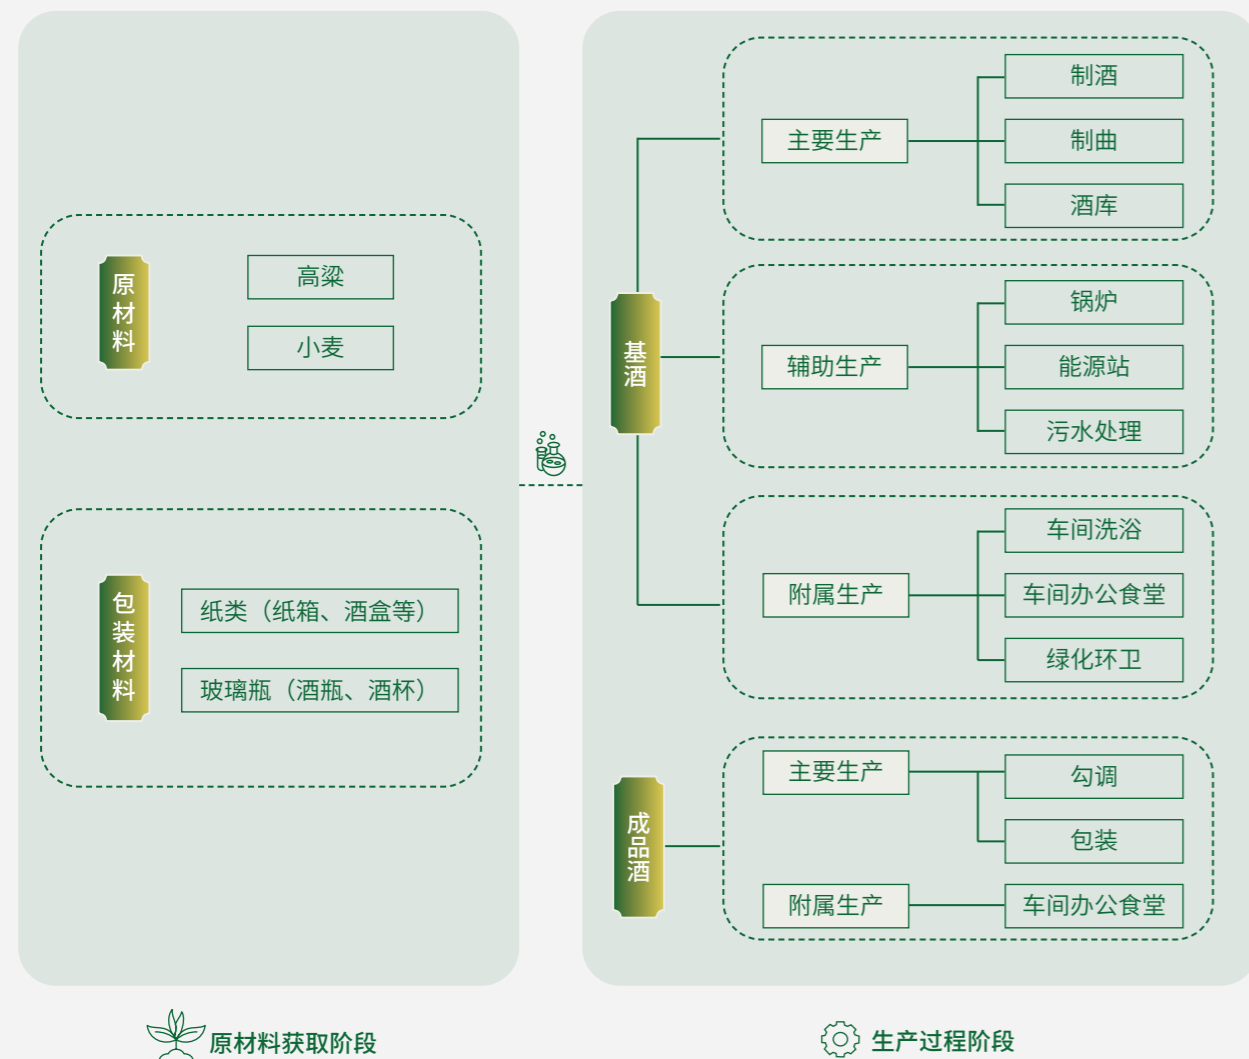 原材料
高粱
小麦
包装材料
纸类（纸箱、酒盒等）
玻璃瓶（酒瓶、酒杯）
原材料获取阶段
基酒
主要生产
制酒
制曲
酒库
辅助生产
锅炉
能源站
污水处理
附属生产
车间洗浴
车间办公食堂
绿化环卫
成品酒
主要生产
勾调
包装
附属生产
车间办公食堂
生产过程阶段